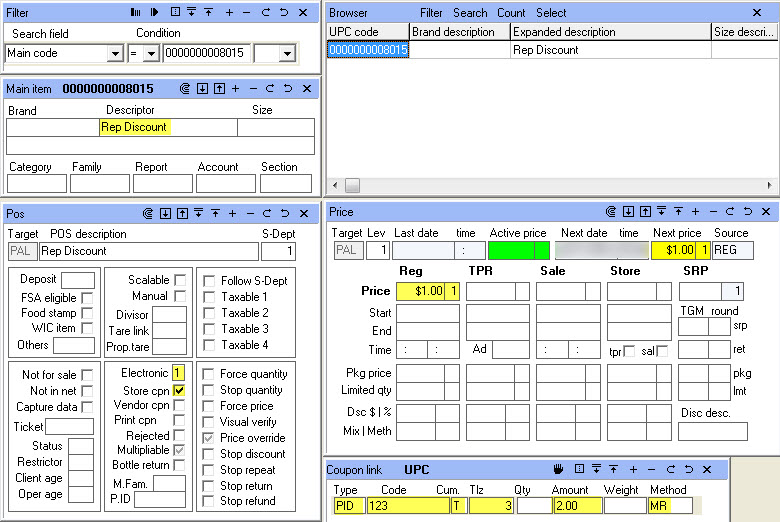 Filter
Search field Condition
Main code = 0000000008015
Main item 0000000008015
Brand Descriptor Size
Rep Discount
Category Family Report Account Section
Browser Filter Search Count Select
UPC code Brand description Expanded description Size descri...
0000000008015 Rep Discount
Pos
Target POS description S-Dept
PAL Rep Discount 1
Deposit
FSA eligible
Food stamp
WIC item
Others
Scalable
Manual
Divisor
Tare link
Prop.tare
Follow S-Dept
Taxable 1
Taxable 2
Taxable 3
Taxable 4
Not for sale
Not in net
Capture data
Ticket
Status
Restrictor
Client age
Oper age
Electronic 1
Store cpn
Vendor cpn
Print cpn
Rejected
Multipliable
Bottle return
M.Fam.
P.ID
Force quantity
Stop quantity
Force price
Visual verify
Price override
Stop discount
Stop repeat
Stop return
Stop refund
Price
Target Lev Last date time Active price Next date time Next price Source
PAL 1 : $1.00 1 REG
Reg TPR Sale Store SRP
Price $1.00 1 1
Start TGM round
End srp
Time : : Ad : : tpr sal ret
Pkg price pkg
Limited qty lmt
Dsc $ | % Disc desc.
Mix | Meth
Coupon link UPC
Type Code Cum. Tlz Qty Amount Weight Method
PID 123 T 3 2.00 MR